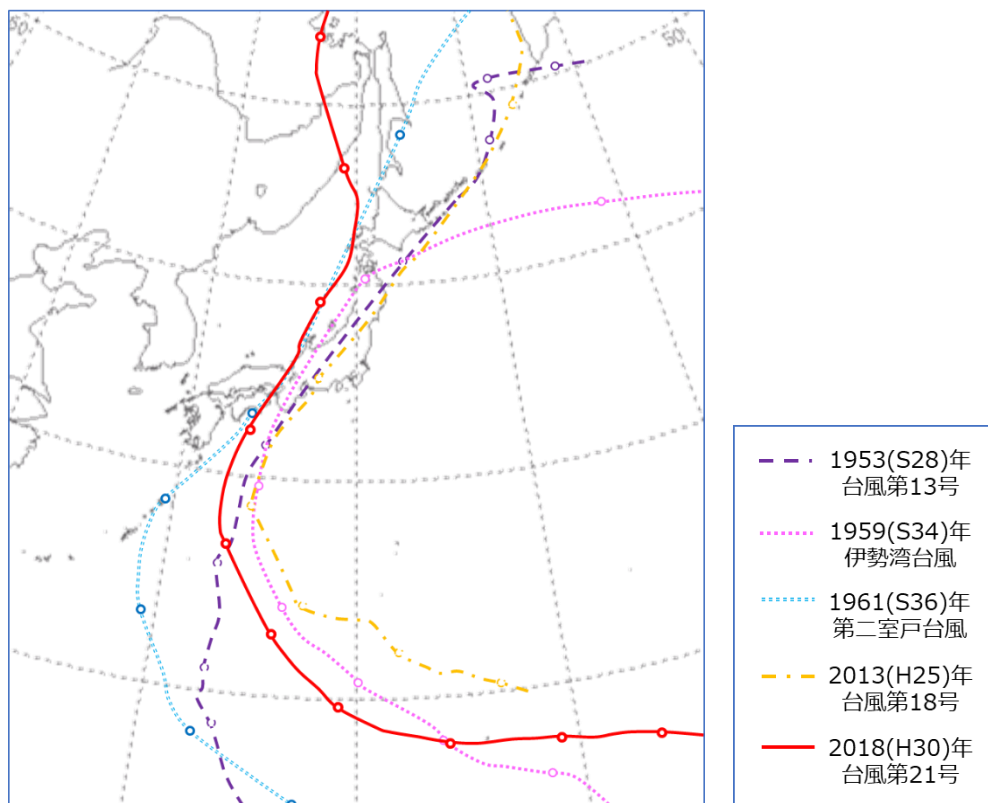 50°
50°
1953(S28)年
台風第13号
1959(S34)年
伊勢湾台風
1961(S36)年
第二室戸台風
2013(H25)年
台風第18号
2018(H30)年
台風第21号